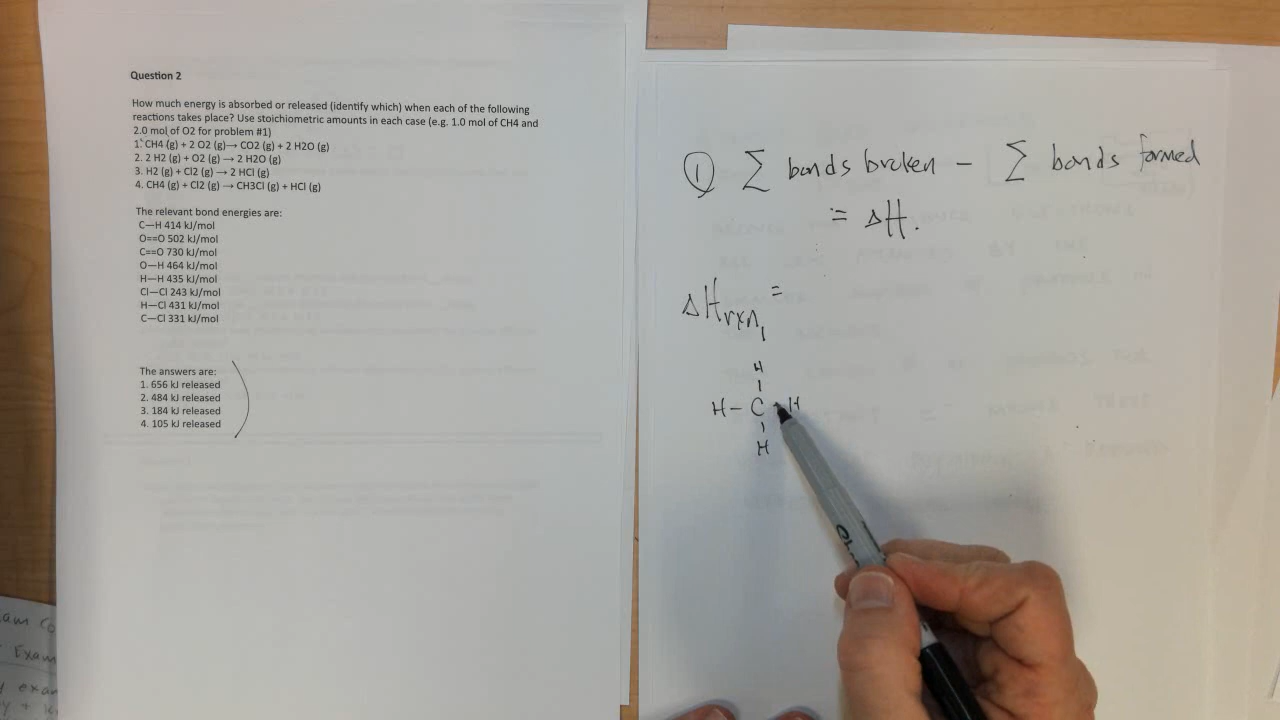 Question 2
How much energy is absorbed or released (identify which) when each of the following
reactions takes place? Use stoichiometric amounts in each case (e.g. 1.0 mol of CH4 and
2.0 mol of O2 for problem #1)
1. CH4 (g) + 2 O2 (g)→ CO2 (g) + 2 H2O (g)
2. 2 H2 (g) + O2 (g) → 2 H2O (g)
3. H2 (g) + Cl2 (g) → 2 HCl (g)
4. CH4 (g) + Cl2 (g) → CH3Cl (g) + HCl (g)
The relevant bond energies are:
C—H 414 kJ/mol
O==O 502 kJ/mol
C==O 730 kJ/mol
O—H 464 kJ/mol
H—H 435 kJ/mol
Cl—Cl 243 kJ/mol
H—Cl 431 kJ/mol
C—Cl 331 kJ/mol
The answers are:
1. 656 kJ released
2. 484 kJ released
3. 184 kJ released
4. 105 kJ released
① Σ bonds broken – Σ bonds formed
= ΔH.
ΔHrxn1 =
H
H – C – H
H
am Co
Exam
exam